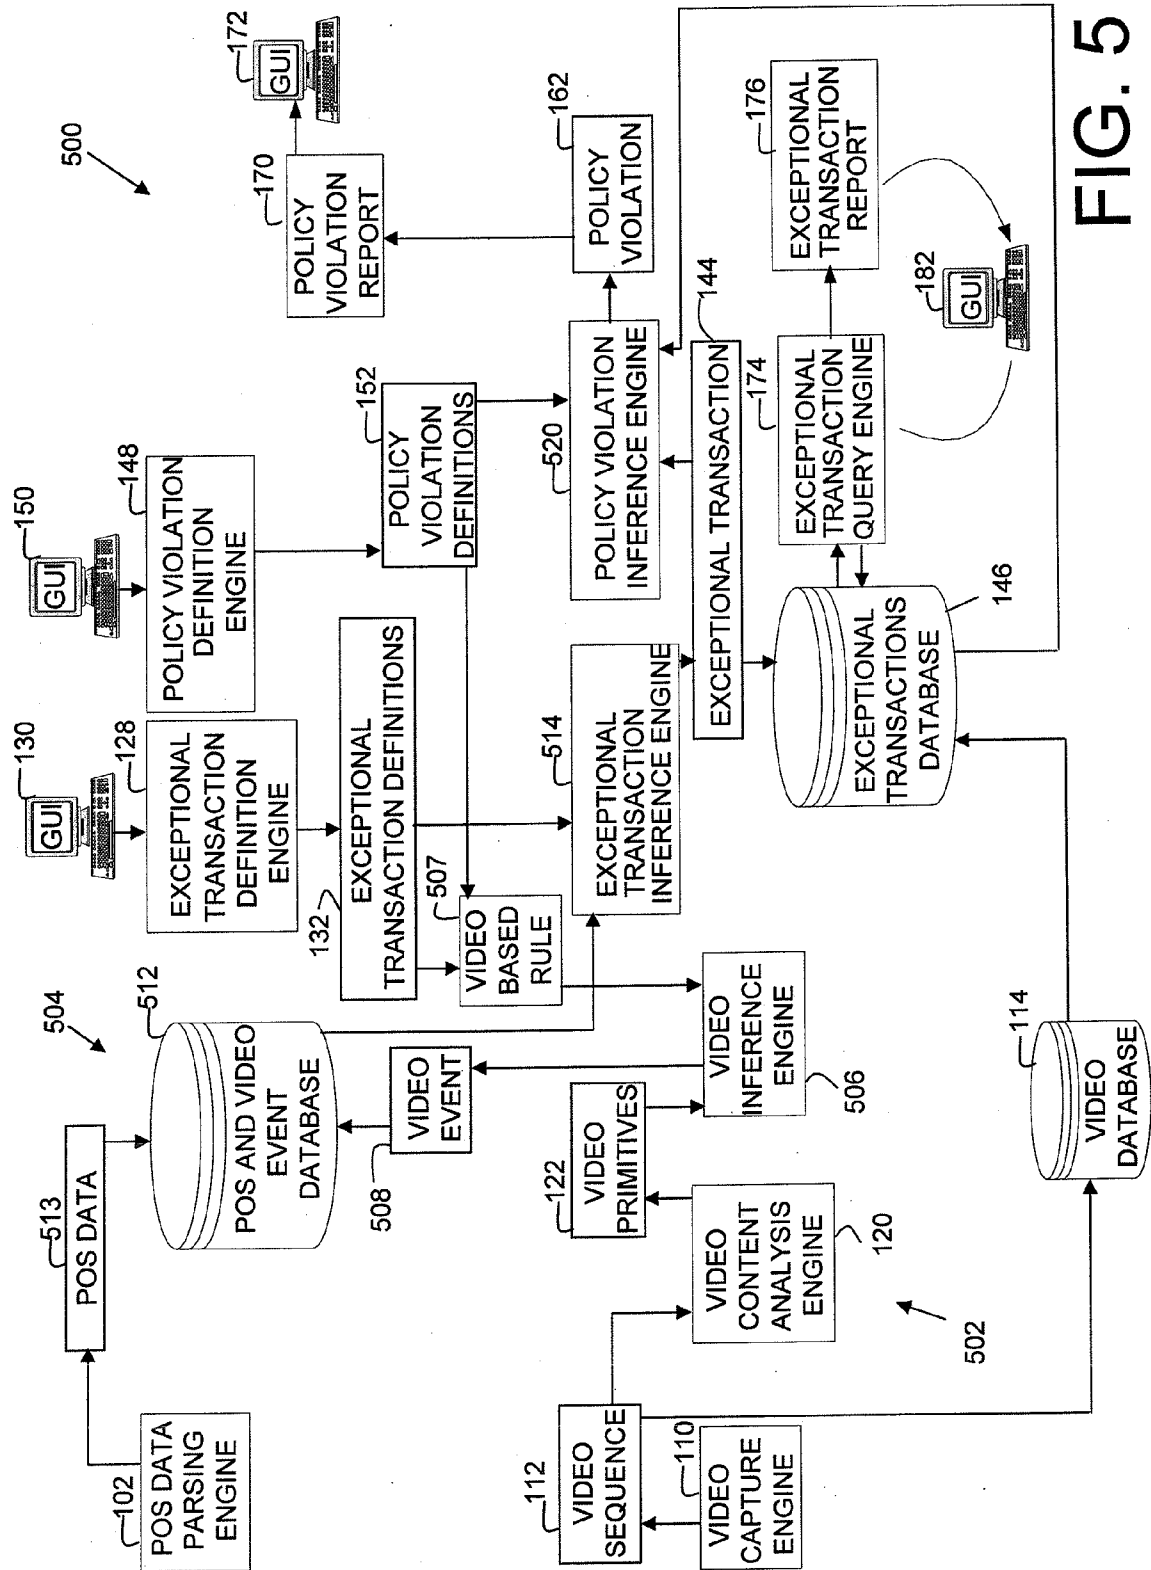 500
504
130
GUI
150
GUI
172
GUI
102
POS DATA
PARSING
ENGINE
513
POS DATA
512
POS AND VIDEO
EVENT
DATABASE
128
EXCEPTIONAL
TRANSACTION
DEFINITION
ENGINE
148
POLICY VIOLATION
DEFINITION
ENGINE
170
POLICY
VIOLATION
REPORT
132
EXCEPTIONAL
TRANSACTION DEFINITIONS
152
POLICY
VIOLATION
DEFINITIONS
508
VIDEO
EVENT
507
VIDEO
BASED
RULE
112
VIDEO
SEQUENCE
122
VIDEO
PRIMITIVES
514
EXCEPTIONAL
TRANSACTION
INFERENCE ENGINE
520
POLICY VIOLATION
INFERENCE ENGINE
162
POLICY
VIOLATION
110
VIDEO
CAPTURE
ENGINE
VIDEO
CONTENT
ANALYSIS
ENGINE
120
VIDEO
INFERENCE
ENGINE
506
EXCEPTIONAL TRANSACTION
144
502
EXCEPTIONAL
TRANSACTIONS
DATABASE
146
174
EXCEPTIONAL
TRANSACTION
QUERY ENGINE
176
EXCEPTIONAL
TRANSACTION
REPORT
182
GUI
114
VIDEO
DATABASE
FIG. 5